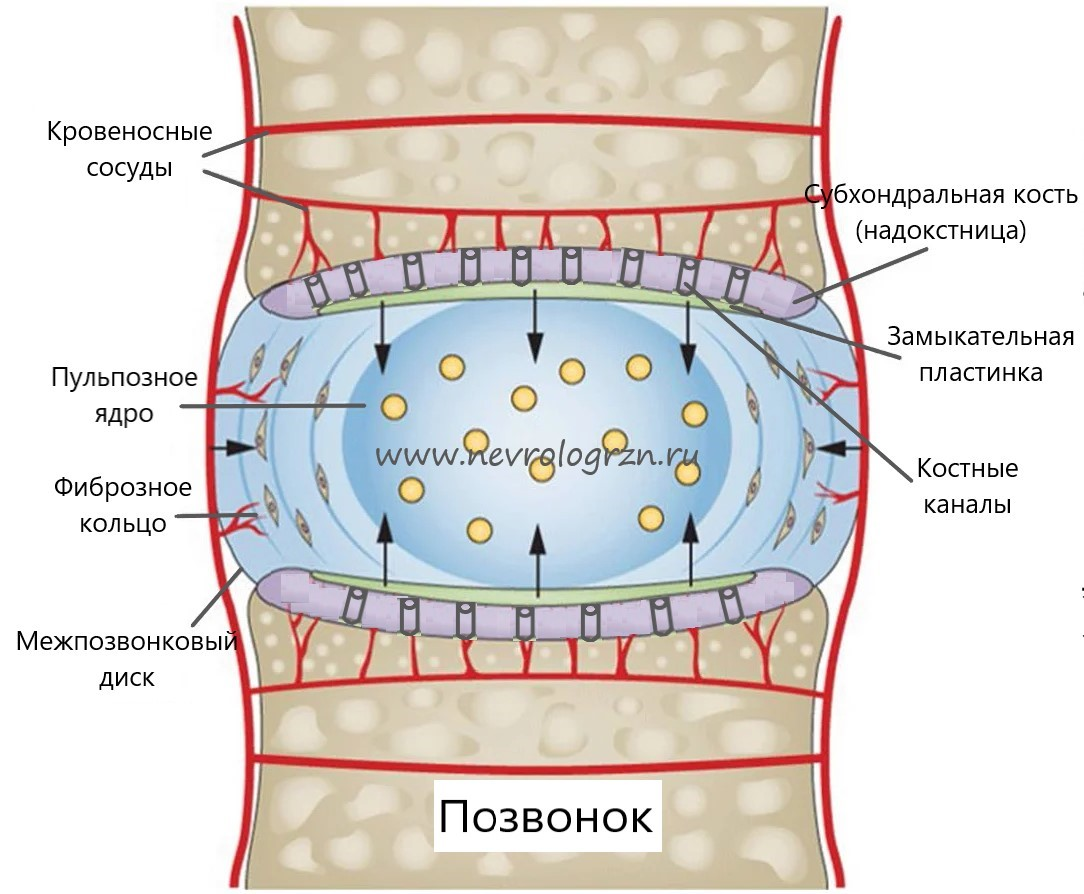 Кровеносные
сосуды
Субхондральная кость
(надокстница)
Замыкательная
пластинка
Пульпозное
ядро
www.nevrologrzn.ru
Костные
каналы
Фиброзное
кольцо
Межпозвонковый
диск
Позвонок